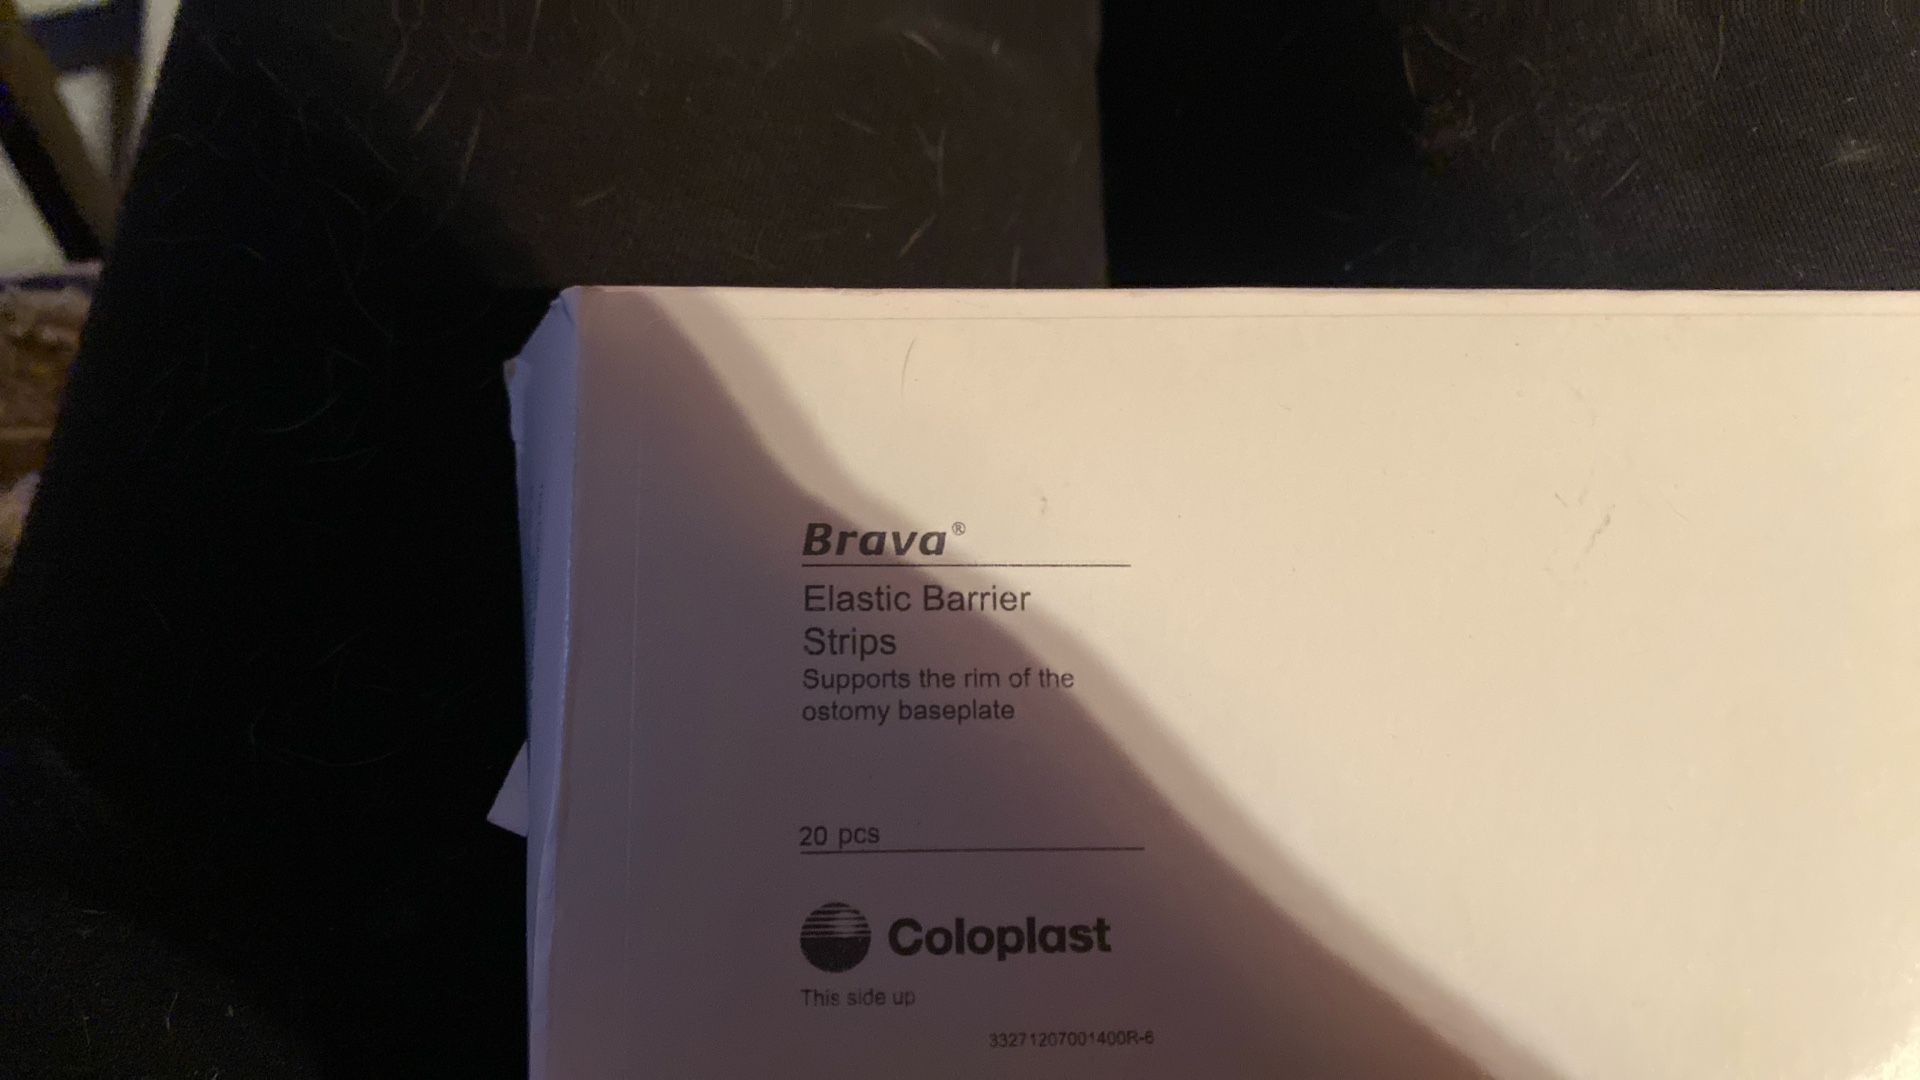 Brava®
Elastic Barrier
Strips
Supports the rim of the
ostomy baseplate
20 pcs
Coloplast
This side up
33271207001400R-6